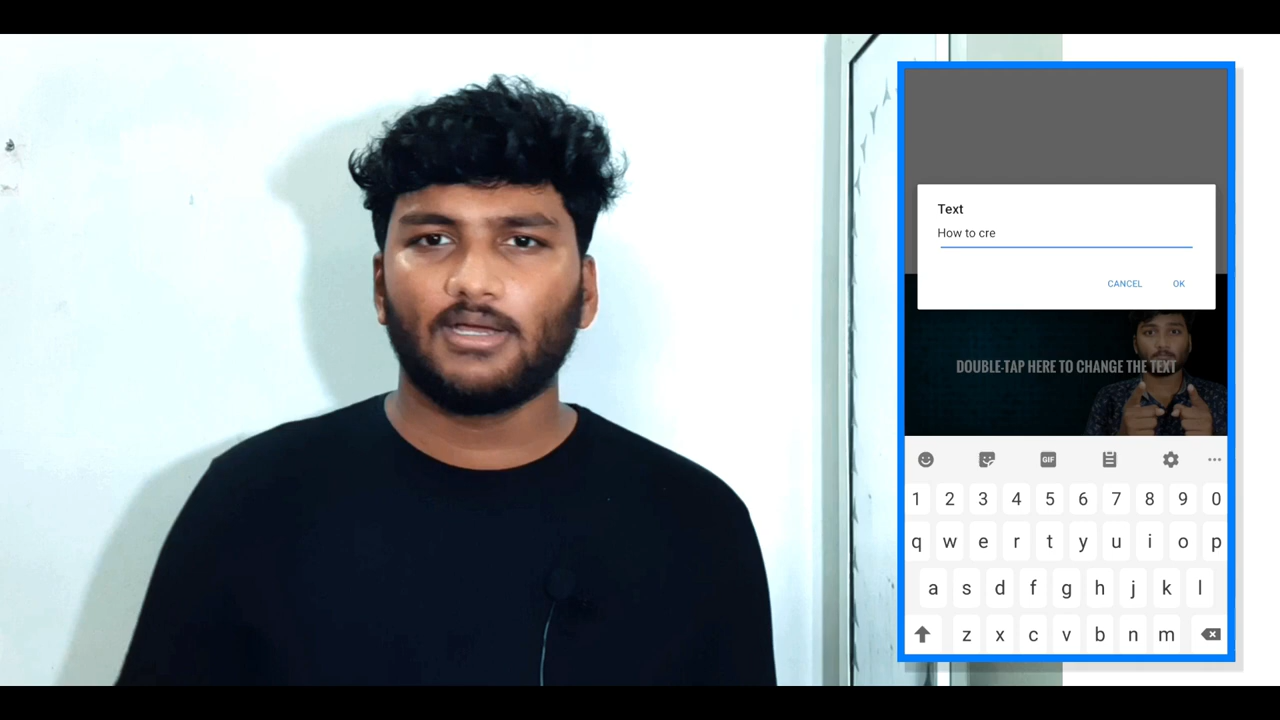 Text
How to cre
CANCEL OK
DOUBLE-TAP HERE TO CHANGE THE TEXT
GIF
1 2 3 4 5 6 7 8 9 0
q w e r t y u i o p
a s d f g h j k l
z x c v b n m